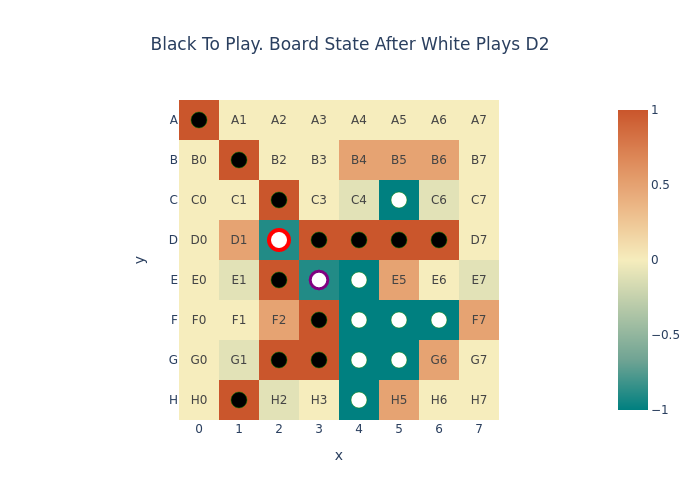 Black To Play. Board State After White Plays D2
A A1 A2 A3 A4 A5 A6 A7
B B0 B2 B3 B4 B5 B6 B7
C C0 C1 C3 C4 C6 C7
D D0 D1 D7
E E0 E1 E5 E6 E7
F F0 F1 F2 F7
G G0 G1 G6 G7
H H0 H2 H3 H5 H6 H7
0 1 2 3 4 5 6 7
x
y
1
0.5
0
−0.5
−1